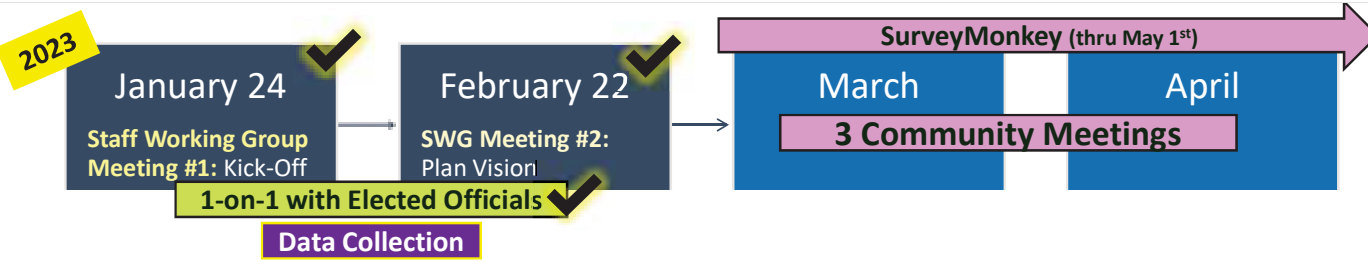 2023
January 24
Staff Working Group
Meeting #1: Kick-Off
February 22
SWG Meeting #2:
Plan Vision
1-on-1 with Elected Officials
Data Collection
SurveyMonkey (thru May 1st)
March
April
3 Community Meetings